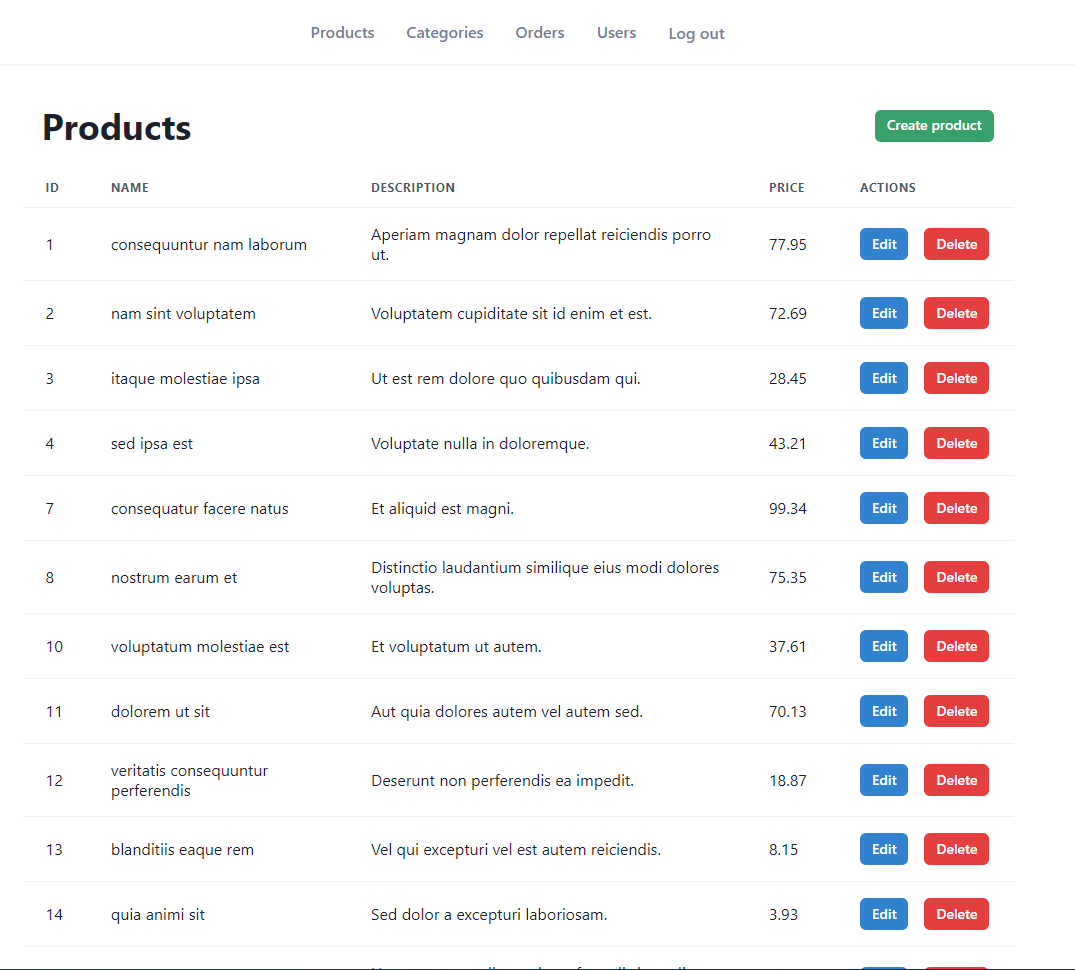 Products Categories Orders Users Log out
Products Create product
ID NAME DESCRIPTION PRICE ACTIONS
1 consequuntur nam laborum Aperiam magnam dolor repellat reiciendis porro 77.95 Edit Delete
ut.
2 nam sint voluptatem Voluptatem cupiditate sit id enim et est. 72.69 Edit Delete
3 itaque molestiae ipsa Ut est rem dolore quo quibusdam qui. 28.45 Edit Delete
4 sed ipsa est Voluptate nulla in doloremque. 43.21 Edit Delete
7 consequatur facere natus Et aliquid est magni. 99.34 Edit Delete
8 nostrum earum et Distinctio laudantium similique eius modi dolores 75.35 Edit Delete
voluptas.
10 voluptatum molestiae est Et voluptatum ut autem. 37.61 Edit Delete
11 dolorem ut sit Aut quia dolores autem vel autem sed. 70.13 Edit Delete
12 veritatis consequuntur Deserunt non perferendis ea impedit. 18.87 Edit Delete
perferendis
13 blanditiis eaque rem Vel qui excepturi vel est autem reiciendis. 8.15 Edit Delete
14 quia animi sit Sed dolor a excepturi laboriosam. 3.93 Edit Delete